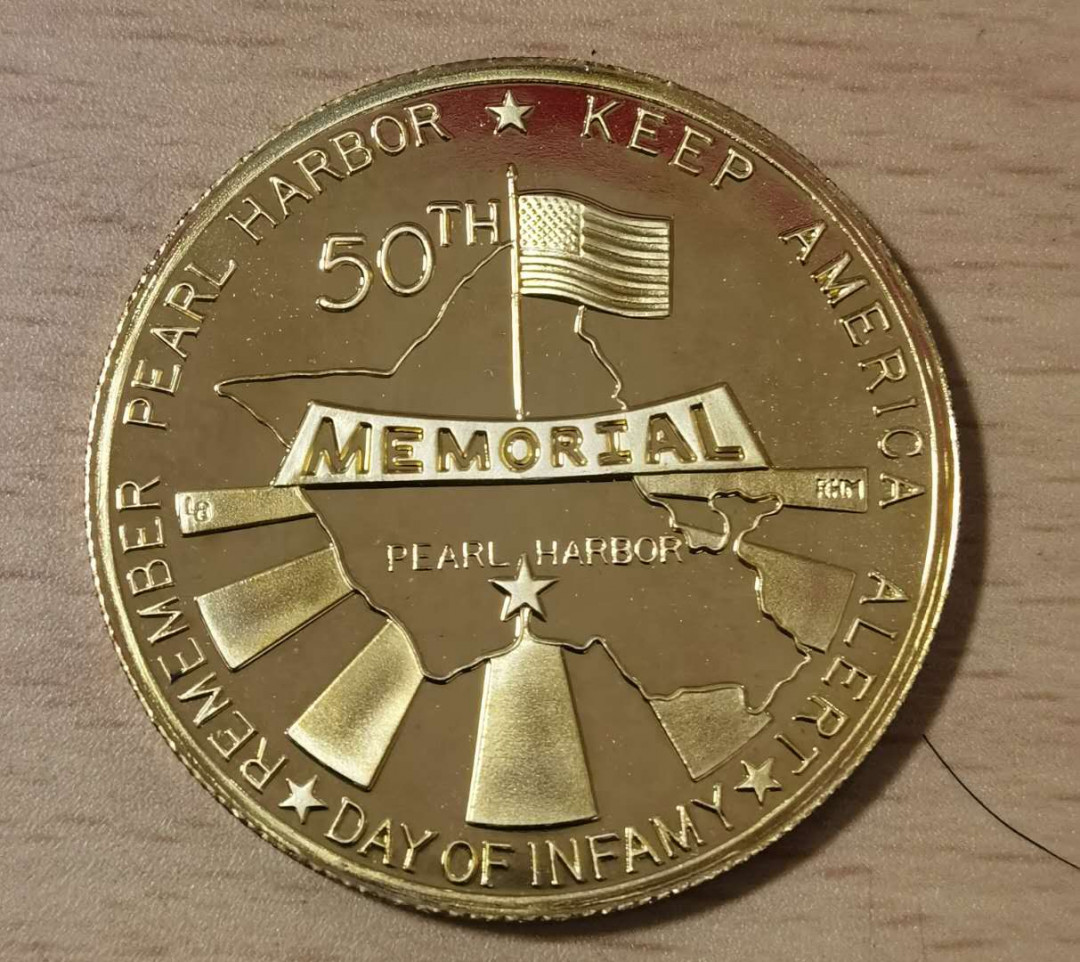 REMEMBER PEARL HARBOR ★ KEEP AMERICA ALERT
50TH
MEMORIAL
PEARL HARBOR
★ DAY OF INFAMY ★